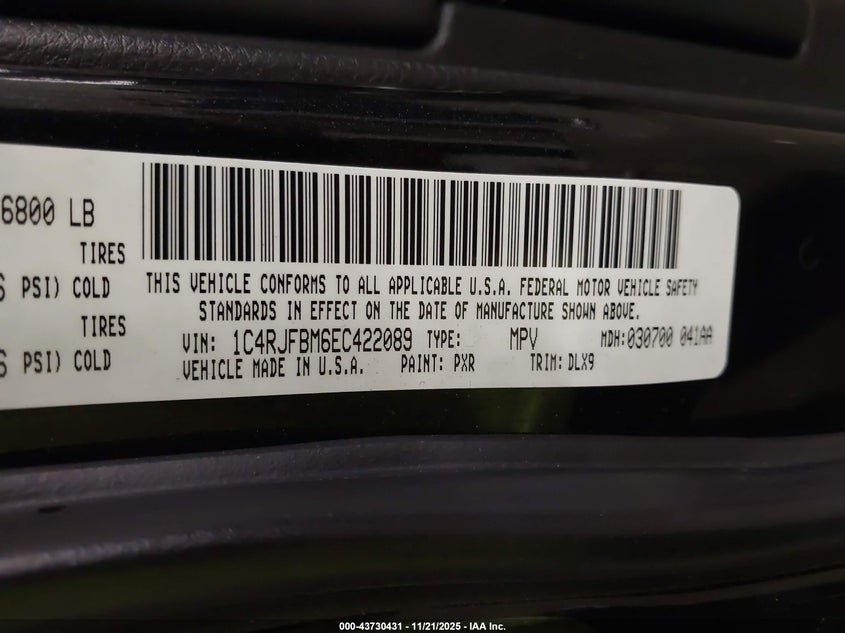 6800 LB
TIRES
PSI) COLD
TIRES
PSI) COLD
THIS VEHICLE CONFORMS TO ALL APPLICABLE U.S.A. FEDERAL MOTOR VEHICLE SAFETY
STANDARDS IN EFFECT ON THE DATE OF MANUFACTURE SHOWN ABOVE.
VIN: 1C4RJFBM6EC422089 TYPE: MPV MDH:030700 041AA
VEHICLE MADE IN U.S.A. PAINT: PXR TRIM: DLX9
000-43730431 - 11/21/2025 - IAA Inc.